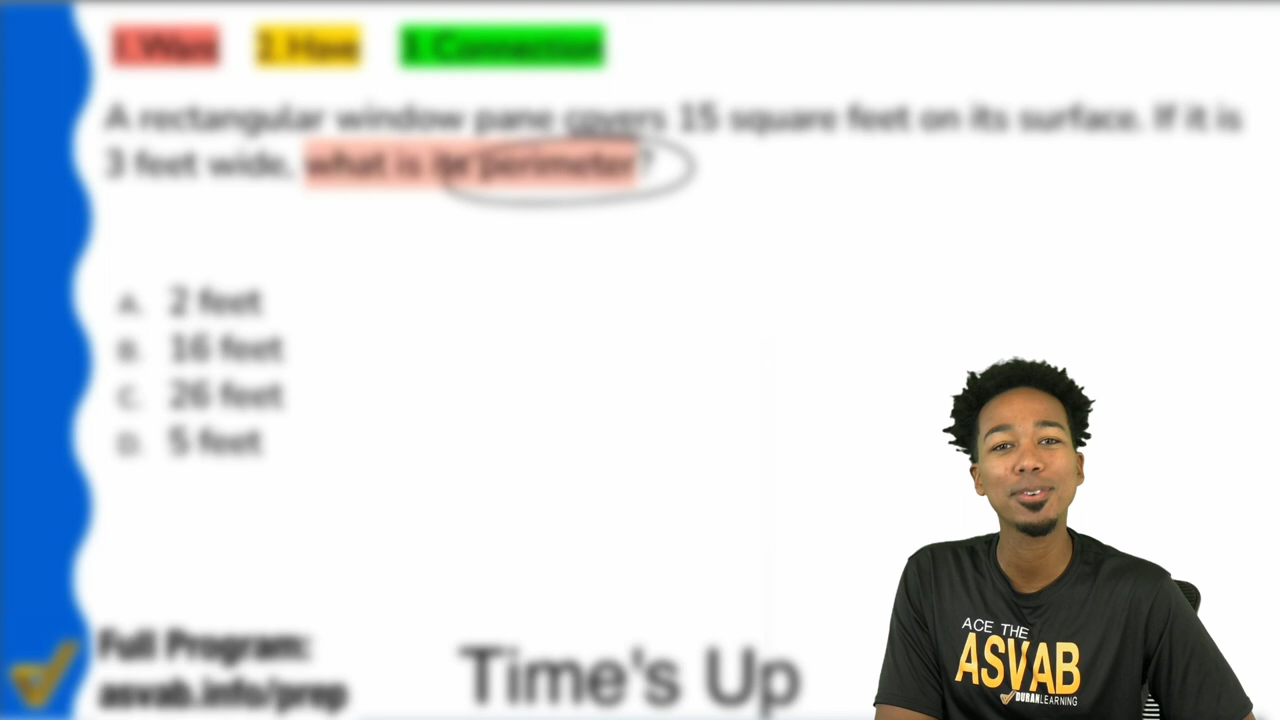 1. Want 2. Have 3. Connection
A rectangular window pane covers 15 square feet on its surface. If it is
3 feet wide, what is its perimeter?
A. 2 feet
B. 16 feet
C. 26 feet
D. 5 feet
Full Program:
asvab.info/prep
Time's Up
ACE THE
ASVAB
DURAN LEARNING